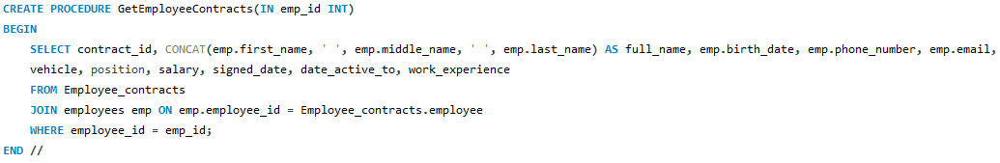 CREATE PROCEDURE GetEmployeeContracts(IN emp_id INT)
BEGIN
    SELECT contract_id, CONCAT(emp.first_name, ' ', emp.middle_name, ' ', emp.last_name) AS full_name, emp.birth_date, emp.phone_number, emp.email,
    vehicle, position, salary, signed_date, date_active_to, work_experience
    FROM Employee_contracts
    JOIN employees emp ON emp.employee_id = Employee_contracts.employee
    WHERE employee_id = emp_id;
END //